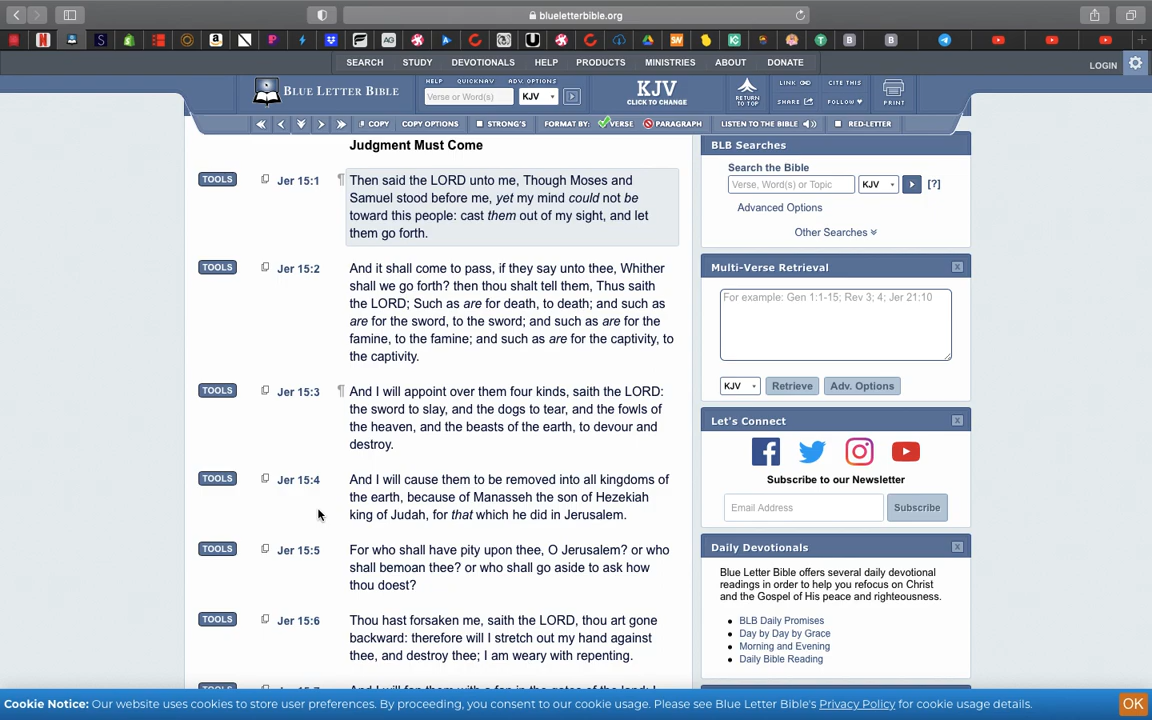 blueletterbible.org
SEARCH STUDY DEVOTIONALS HELP PRODUCTS MINISTRIES ABOUT DONATE
LOGIN
BLUE LETTER BIBLE
HELP QUICKNAV ADV. OPTIONS
Verse or Word(s) KJV
KJV
CLICK TO CHANGE
RETURN TO TOP
LINK CITE THIS
SHARE FOLLOW
PRINT
COPY COPY OPTIONS STRONG'S FORMAT BY: VERSE PARAGRAPH LISTEN TO THE BIBLE RED-LETTER
Judgment Must Come
TOOLS Jer 15:1 ¶ Then said the LORD unto me, Though Moses and
Samuel stood before me, yet my mind could not be
toward this people: cast them out of my sight, and let
them go forth.
TOOLS Jer 15:2 And it shall come to pass, if they say unto thee, Whither
shall we go forth? then thou shalt tell them, Thus saith
the LORD; Such as are for death, to death; and such as
are for the sword, to the sword; and such as are for the
famine, to the famine; and such as are for the captivity, to
the captivity.
TOOLS Jer 15:3 ¶ And I will appoint over them four kinds, saith the LORD:
the sword to slay, and the dogs to tear, and the fowls of
the heaven, and the beasts of the earth, to devour and
destroy.
TOOLS Jer 15:4 And I will cause them to be removed into all kingdoms of
the earth, because of Manasseh the son of Hezekiah
king of Judah, for that which he did in Jerusalem.
TOOLS Jer 15:5 For who shall have pity upon thee, O Jerusalem? or who
shall bemoan thee? or who shall go aside to ask how
thou doest?
TOOLS Jer 15:6 Thou hast forsaken me, saith the LORD, thou art gone
backward: therefore will I stretch out my hand against
thee, and destroy thee; I am weary with repenting.
BLB Searches
Search the Bible
Verse, Word(s) or Topic KJV [?]
Advanced Options
Other Searches
Multi-Verse Retrieval
For example: Gen 1:1-15; Rev 3; 4; Jer 21:10
KJV Retrieve Adv. Options
Let's Connect
Subscribe to our Newsletter
Email Address Subscribe
Daily Devotionals
Blue Letter Bible offers several daily devotional
readings in order to help you refocus on Christ
and the Gospel of His peace and righteousness.
BLB Daily Promises
Day by Day by Grace
Morning and Evening
Daily Bible Reading
Cookie Notice: Our website uses cookies to store user preferences. By proceeding, you consent to our cookie usage. Please see Blue Letter Bible's Privacy Policy for cookie usage details. OK